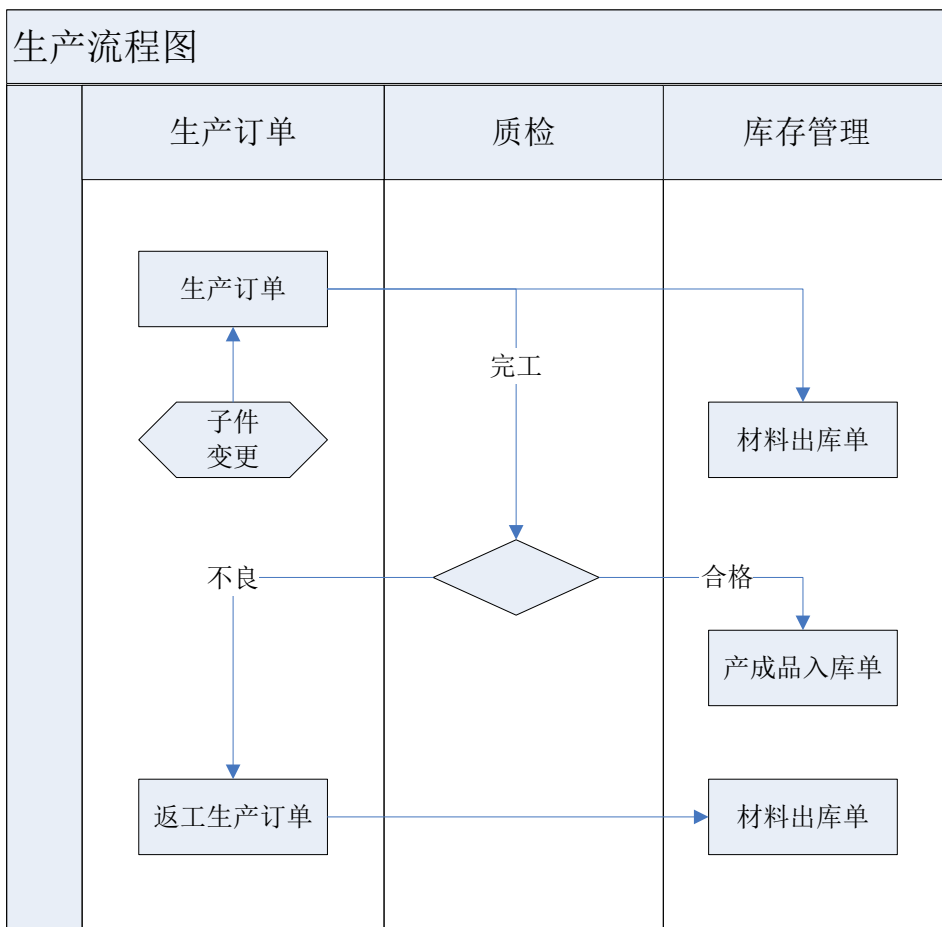 生产流程图
生产订单
质检
库存管理
生产订单
完工
子件
变更
材料出库单
不良
合格
产成品入库单
返工生产订单
材料出库单